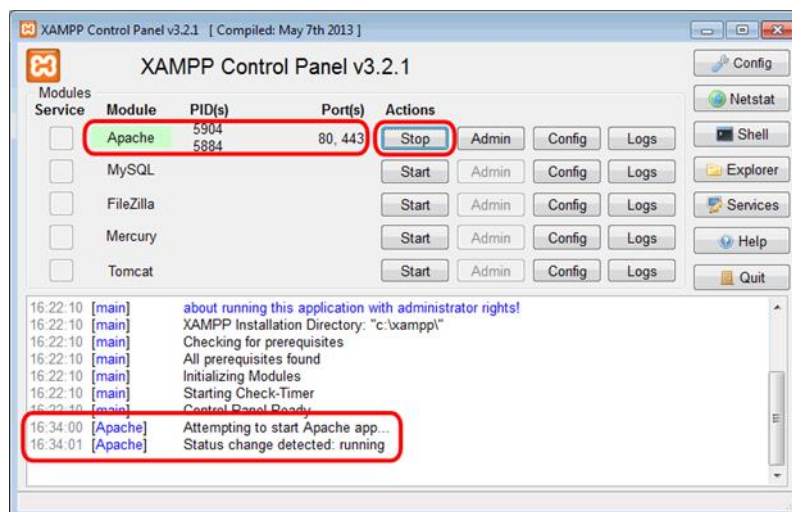 XAMPP Control Panel v3.2.1 [ Compiled: May 7th 2013 ]
XAMPP Control Panel v3.2.1
Config
Modules
Service Module PID(s) Port(s) Actions
Netstat
Apache 5904 5884 80, 443 Stop Admin Config Logs
Shell
MySQL Start Admin Config Logs
Explorer
FileZilla Start Admin Config Logs
Services
Mercury Start Admin Config Logs
Help
Tomcat Start Admin Config Logs
Quit
16:22:10 [main] about running this application with administrator rights!
16:22:10 [main] XAMPP Installation Directory: "c:\xampp\"
16:22:10 [main] Checking for prerequisites
16:22:10 [main] All prerequisites found
16:22:10 [main] Initializing Modules
16:22:10 [main] Starting Check-Timer
16:22:10 [main] Control Panel Ready
16:34:00 [Apache] Attempting to start Apache app...
16:34:01 [Apache] Status change detected: running